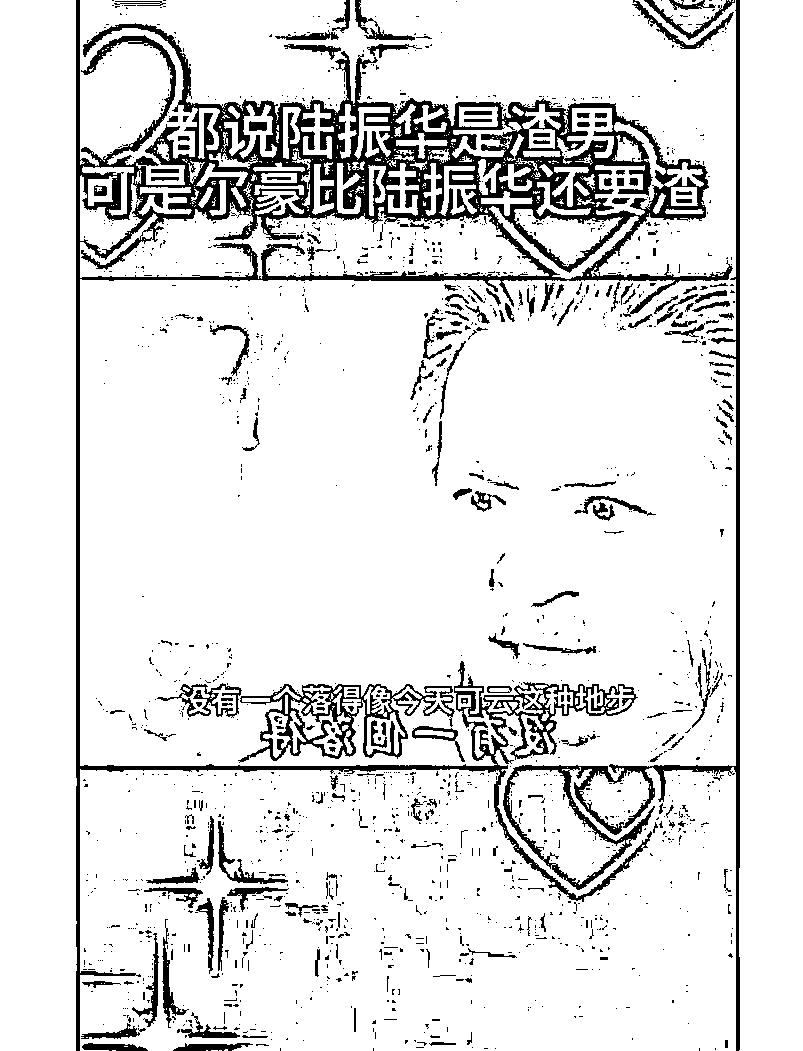 都说陆振华是渣男
可是尔豪比陆振华还要渣
没有一个落得像今天可云这种地步
沒有一個落得